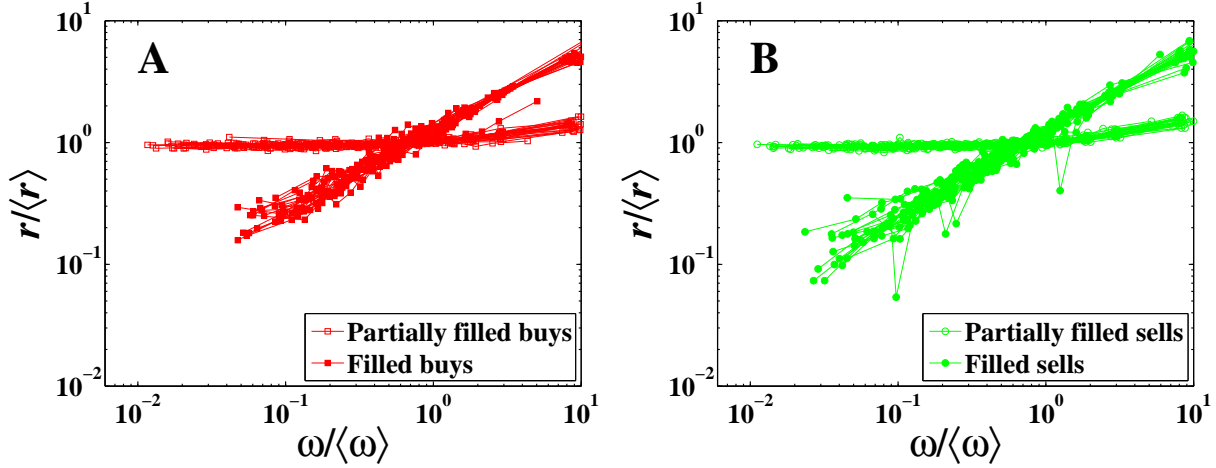 A
10^1
10^0
10^{-1}
10^{-2}
r/⟨r⟩
Partially filled buys
Filled buys
10^{-2} 10^{-1} 10^0 10^1
ω/⟨ω⟩
B
10^1
10^0
10^{-1}
10^{-2}
r/⟨r⟩
Partially filled sells
Filled sells
10^{-2} 10^{-1} 10^0 10^1
ω/⟨ω⟩